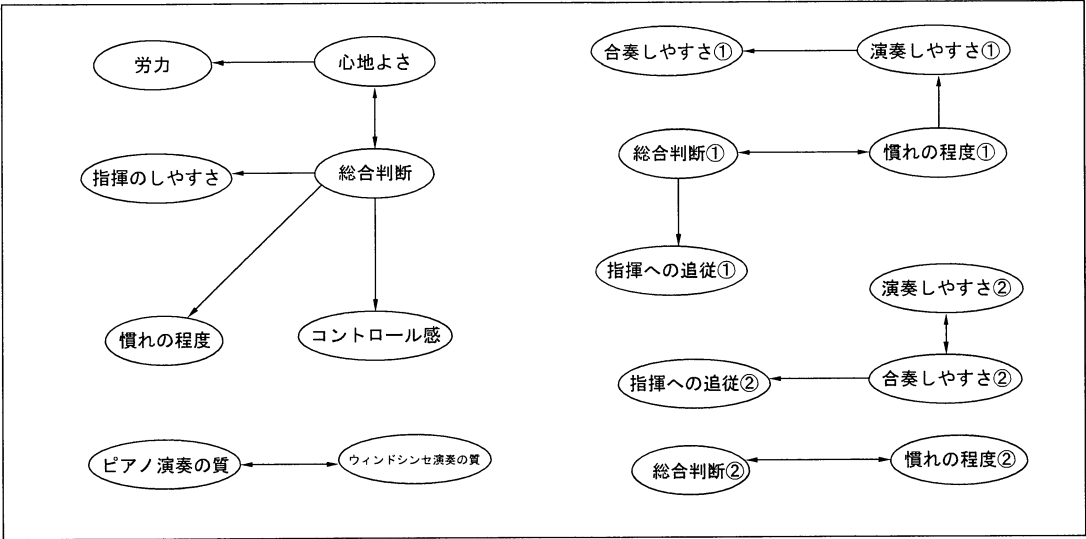 労力
心地よさ
指揮のしやすさ
総合判断
慣れの程度
コントロール感
ピアノ演奏の質
ウィンドシンセ演奏の質
合奏しやすさ①
演奏しやすさ①
総合判断①
慣れの程度①
指揮への追従①
演奏しやすさ②
指揮への追従②
合奏しやすさ②
総合判断②
慣れの程度②